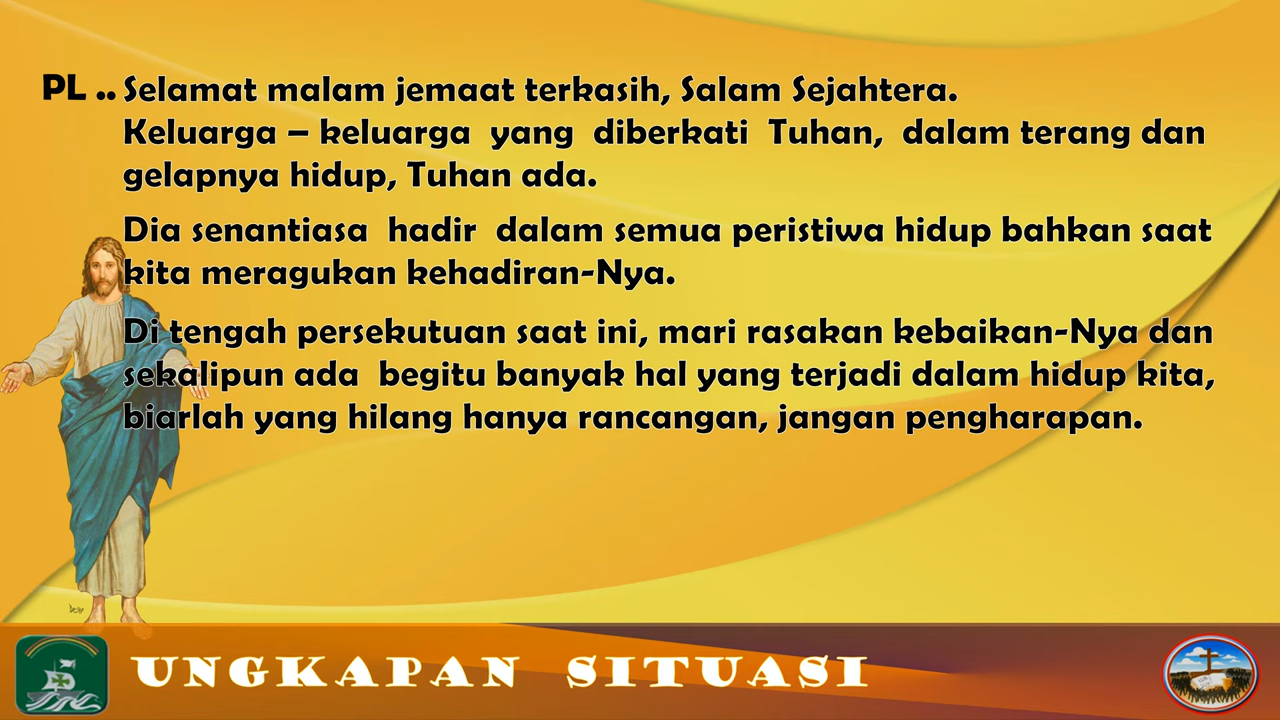 PL .. Selamat malam jemaat terkasih, Salam Sejahtera.
Keluarga – keluarga yang diberkati Tuhan, dalam terang dan
gelapnya hidup, Tuhan ada.
Dia senantiasa hadir dalam semua peristiwa hidup bahkan saat
kita meragukan kehadiran-Nya.
Di tengah persekutuan saat ini, mari rasakan kebaikan-Nya dan
sekalipun ada begitu banyak hal yang terjadi dalam hidup kita,
biarlah yang hilang hanya rancangan, jangan pengharapan.
UNGKAPAN SITUASI